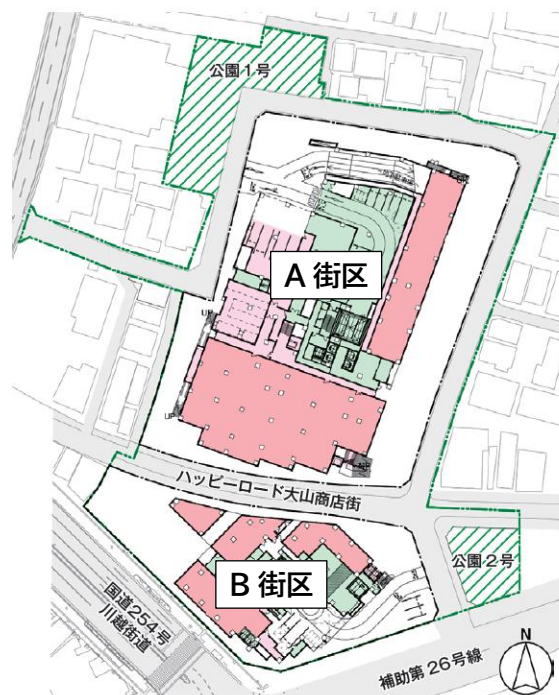 公園1号
A 街区
UP
UP
ハッピーロード大山商店街
公園2号
B 街区
国道254号
川越街道
補助第26号線
N